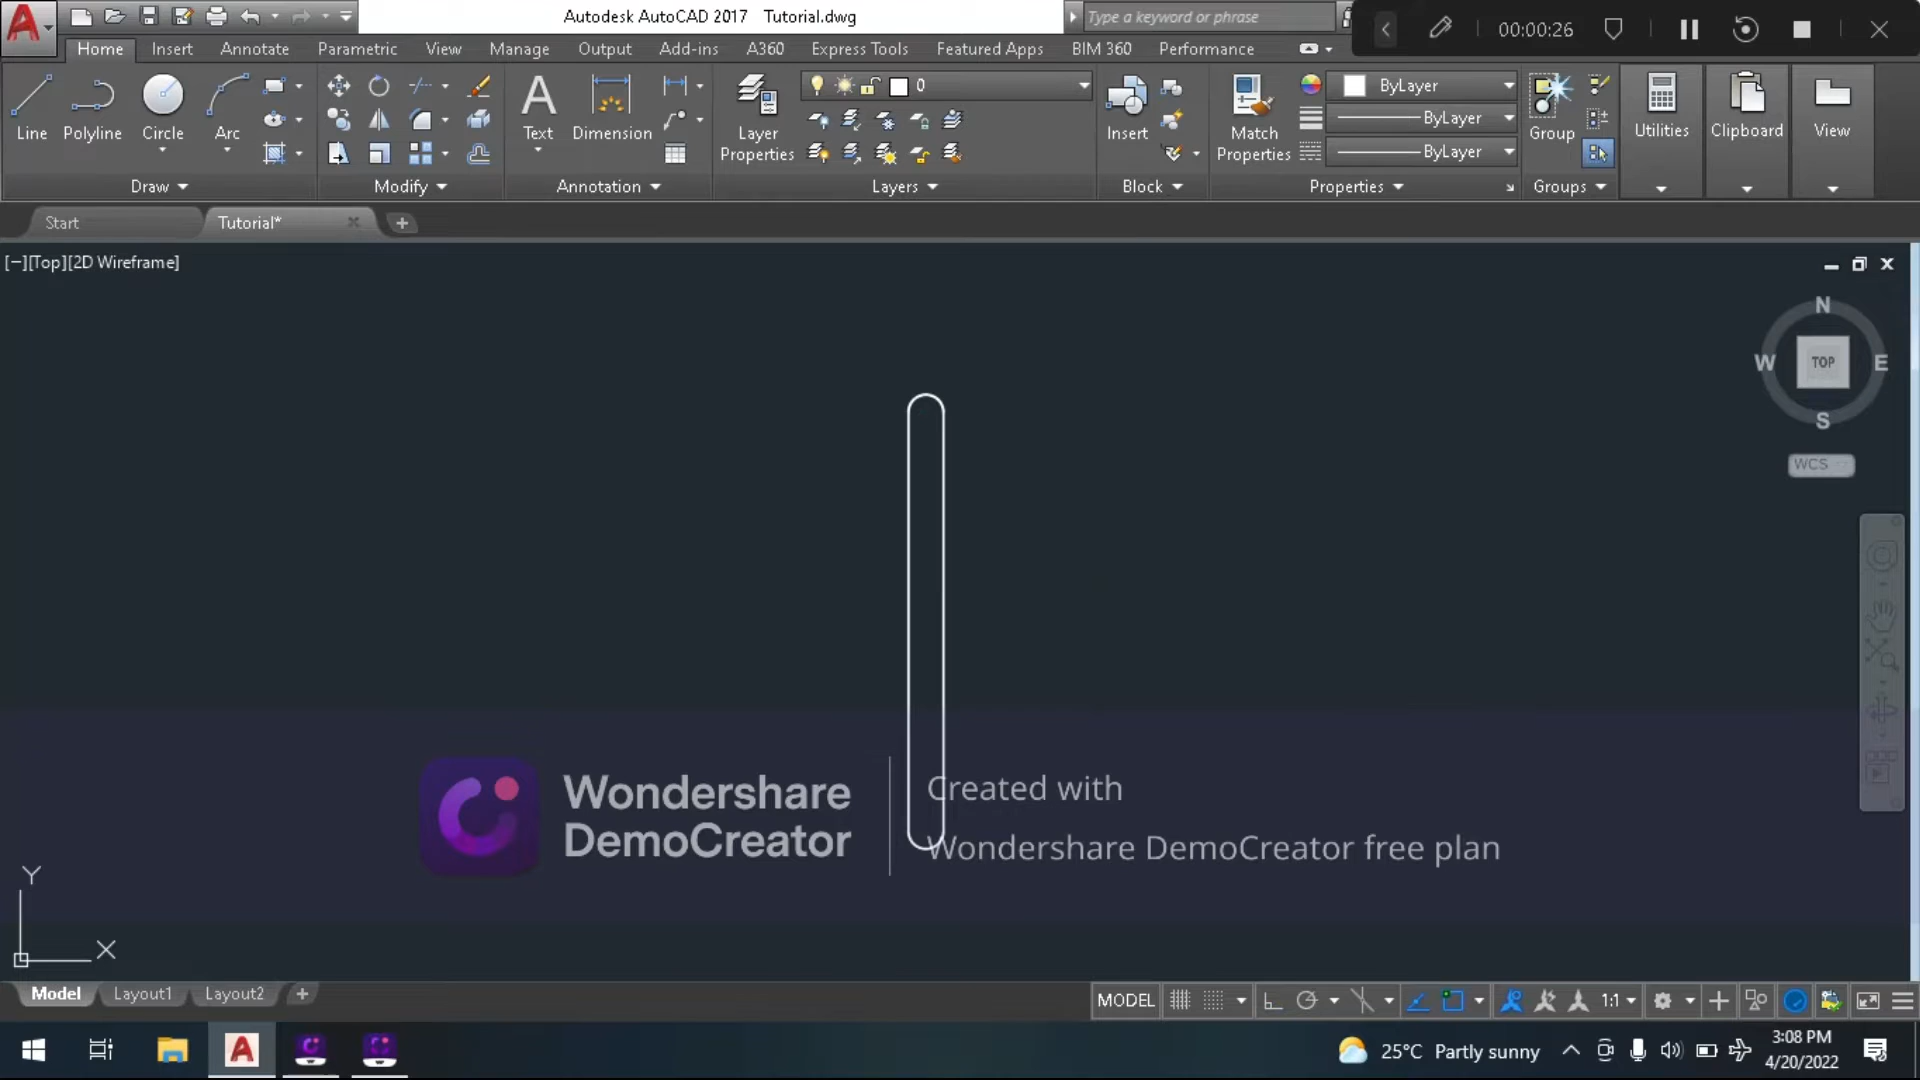 Autodesk AutoCAD 2017 Tutorial.dwg
Type a keyword or phrase
00:00:26
Home Insert Annotate Parametric View Manage Output Add-ins A360 Express Tools Featured Apps BIM 360 Performance
0
ByLayer
ByLayer
ByLayer
Line Polyline Circle Arc
Text Dimension
Layer Properties
Insert
Match Properties
Group
Utilities Clipboard View
Draw Modify Annotation Layers Block Properties Groups
Start Tutorial*
[−][Top][2D Wireframe]
N
W TOP E
S
WCS
Wondershare
DemoCreator
Created with
Wondershare DemoCreator free plan
Y
X
Model Layout1 Layout2
MODEL 1:1
25°C Partly sunny
3:08 PM
4/20/2022